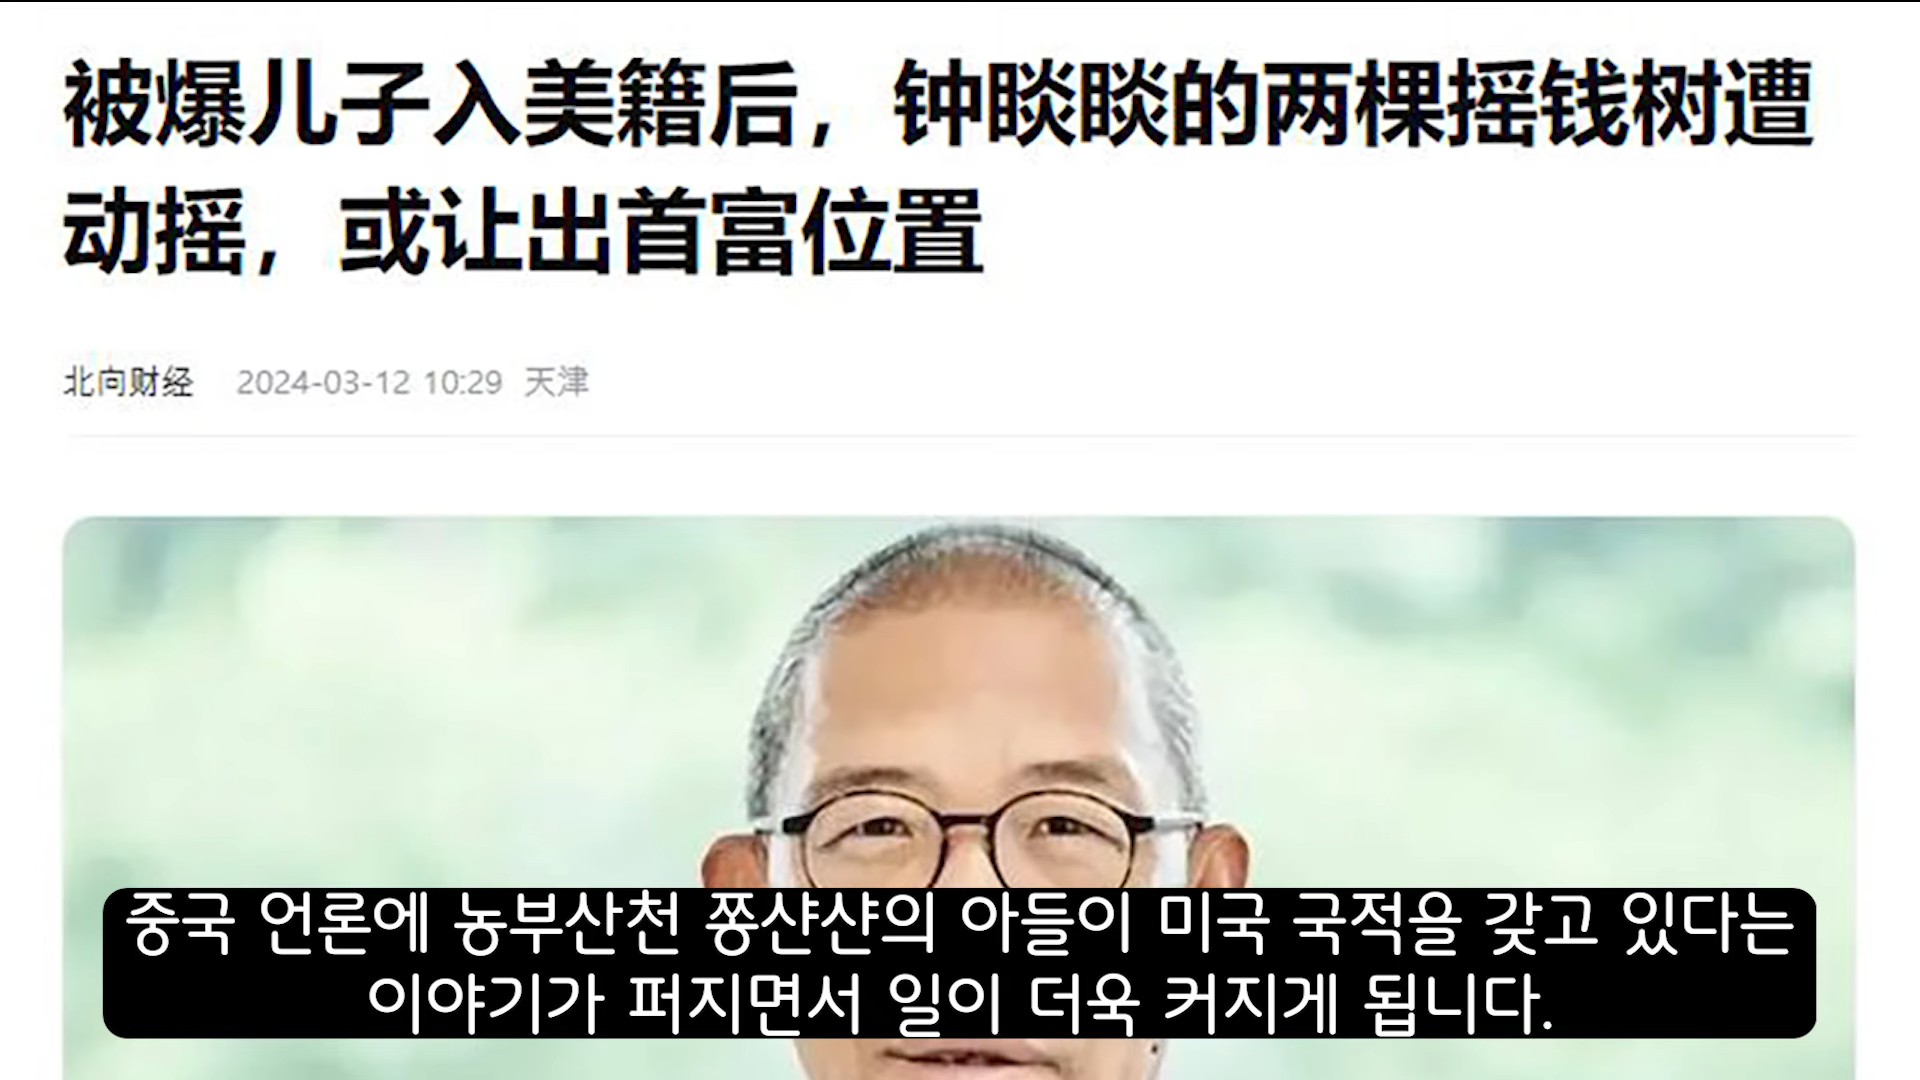 被爆儿子入美籍后，钟睒睒的两棵摇钱树遭
动摇，或让出首富位置
北向财经 2024-03-12 10:29 天津
중국 언론에 농부산천 쫑샨샨의 아들이 미국 국적을 갖고 있다는
이야기가 퍼지면서 일이 더욱 커지게 됩니다.